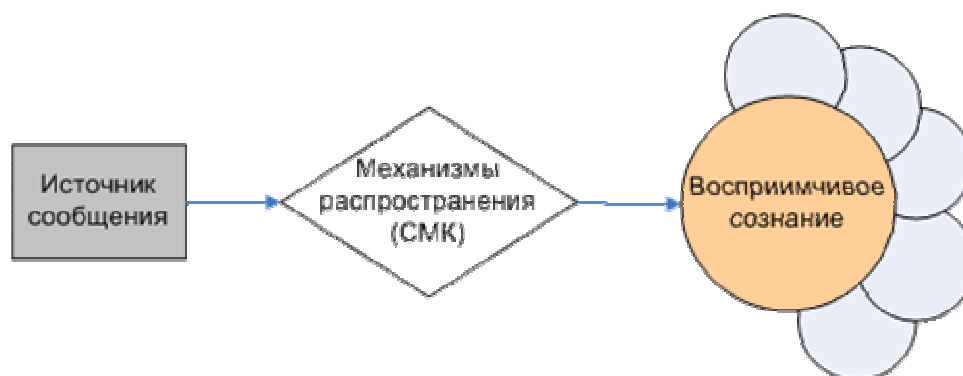 Источник
сообщения
Механизмы
распространения
(СМК)
Восприимчивое
сознание